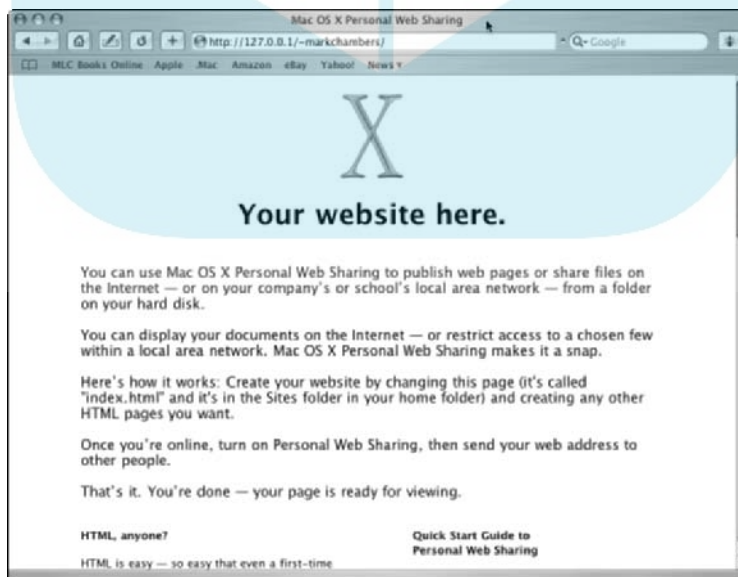 Mac OS X Personal Web Sharing
http://127.0.0.1/~markchambers/
Q- Google
MLC Books Online Apple .Mac Amazon eBay Yahoo! News
X
Your website here.
You can use Mac OS X Personal Web Sharing to publish web pages or share files on
the Internet — or on your company's or school's local area network — from a folder
on your hard disk.
You can display your documents on the Internet — or restrict access to a chosen few
within a local area network. Mac OS X Personal Web Sharing makes it a snap.
Here's how it works: Create your website by changing this page (it's called
"index.html" and it's in the Sites folder in your home folder) and creating any other
HTML pages you want.
Once you're online, turn on Personal Web Sharing, then send your web address to
other people.
That's it. You're done — your page is ready for viewing.
HTML, anyone?
HTML is easy — so easy that even a first-time
Quick Start Guide to
Personal Web Sharing